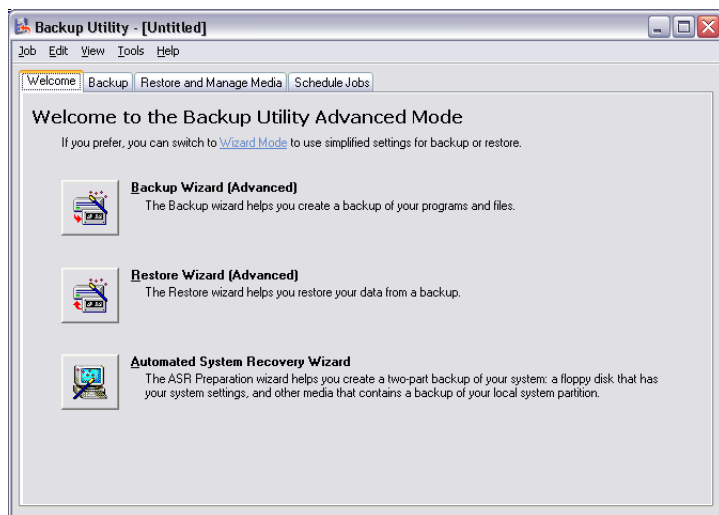 Backup Utility - [Untitled]
Job Edit View Tools Help
Welcome Backup Restore and Manage Media Schedule Jobs
Welcome to the Backup Utility Advanced Mode
If you prefer, you can switch to Wizard Mode to use simplified settings for backup or restore.
Backup Wizard (Advanced)
The Backup wizard helps you create a backup of your programs and files.
Restore Wizard (Advanced)
The Restore wizard helps you restore your data from a backup.
Automated System Recovery Wizard
The ASR Preparation wizard helps you create a two-part backup of your system: a floppy disk that has
your system settings, and other media that contains a backup of your local system partition.